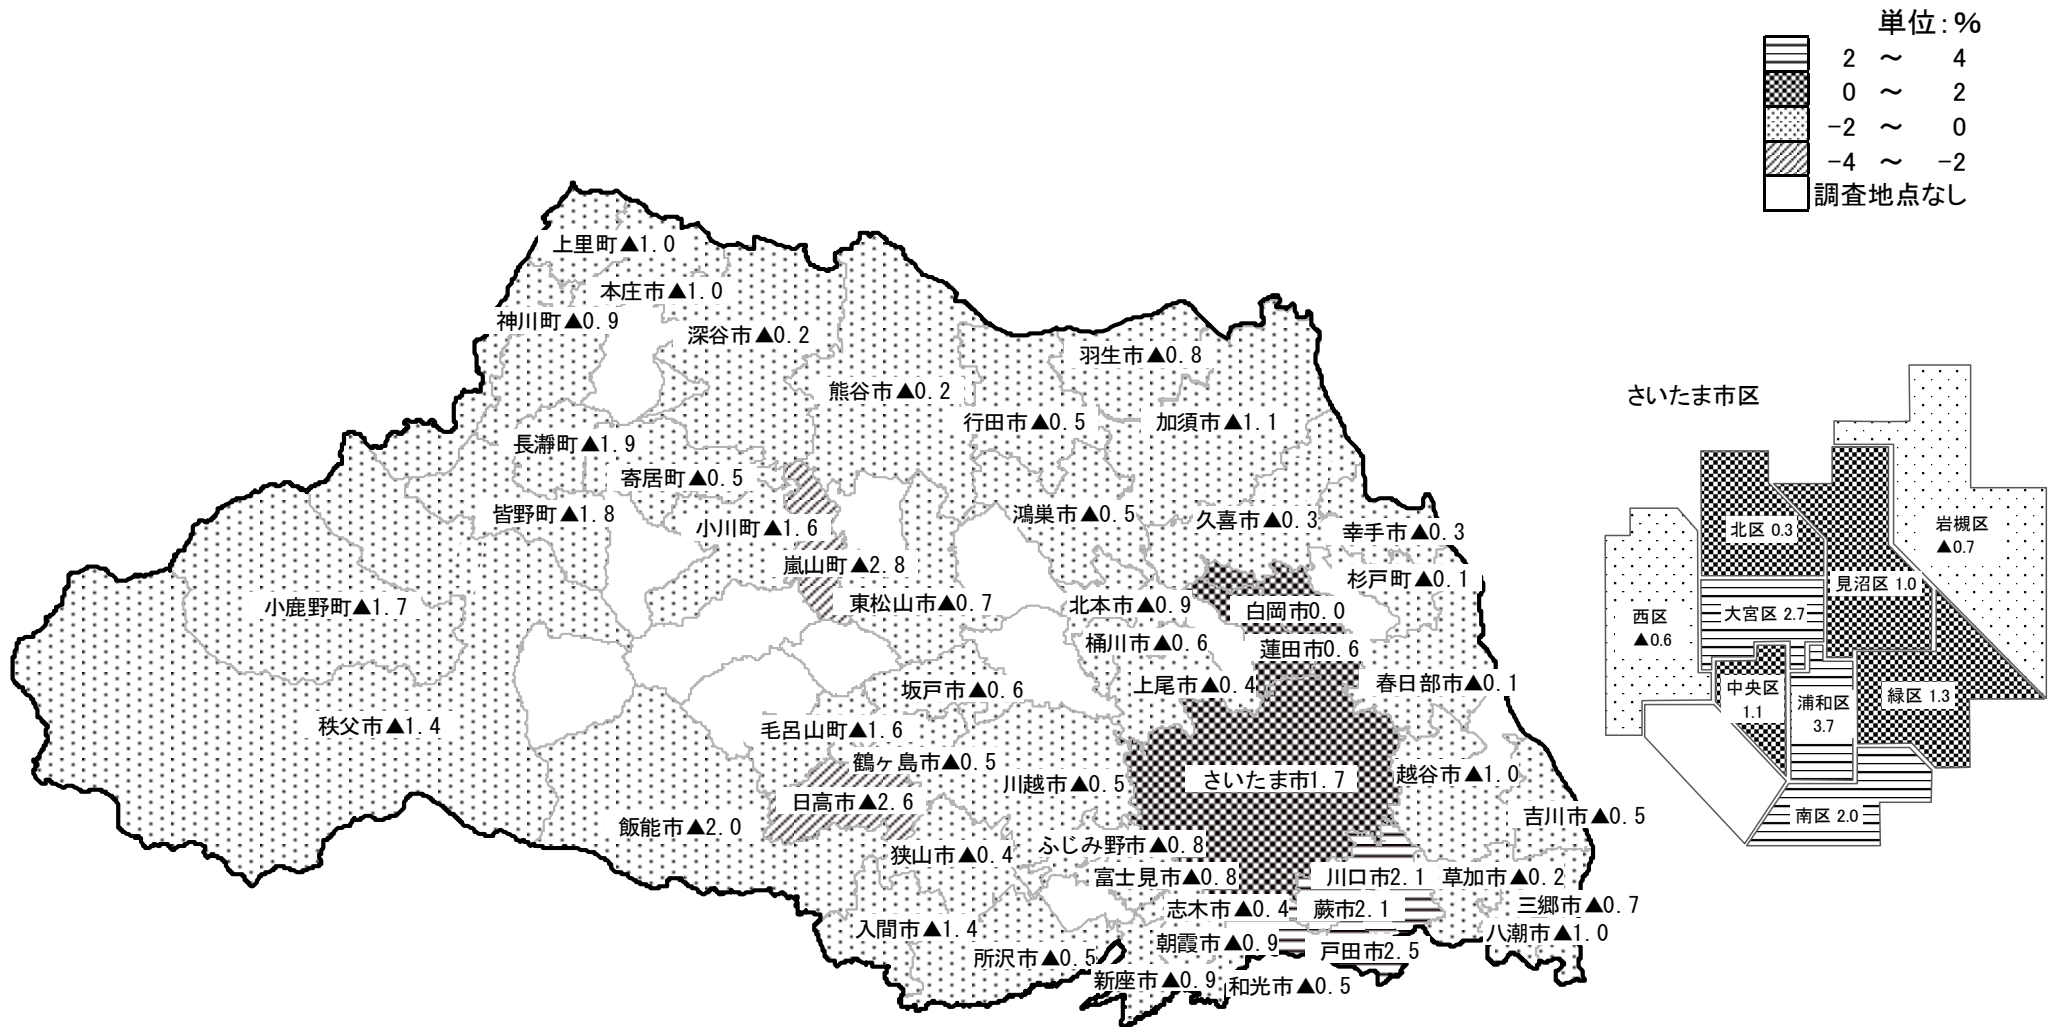 単位:%
2 ～ 4
0 ～ 2
-2 ～ 0
-4 ～ -2
調査地点なし
上里町▲1.0
本庄市▲1.0
神川町▲0.9
深谷市▲0.2
羽生市▲0.8
熊谷市▲0.2
行田市▲0.5
加須市▲1.1
長瀞町▲1.9
寄居町▲0.5
皆野町▲1.8
小川町▲1.6
鴻巣市▲0.5
久喜市▲0.3
幸手市▲0.3
嵐山町▲2.8
杉戸町▲0.1
小鹿野町▲1.7
東松山市▲0.7
北本市▲0.9
白岡市0.0
桶川市▲0.6
蓮田市0.6
坂戸市▲0.6
上尾市▲0.4
春日部市▲0.1
秩父市▲1.4
毛呂山町▲1.6
鶴ヶ島市▲0.5
川越市▲0.5
さいたま市1.7
越谷市▲1.0
日高市▲2.6
飯能市▲2.0
吉川市▲0.5
狭山市▲0.4
ふじみ野市▲0.8
富士見市▲0.8
川口市2.1
草加市▲0.2
志木市▲0.4
蕨市2.1
三郷市▲0.7
入間市▲1.4
朝霞市▲0.9
八潮市▲1.0
所沢市▲0.5
戸田市2.5
新座市▲0.9
和光市▲0.5
さいたま市区
北区 0.3
岩槻区
▲0.7
見沼区 1.0
西区
▲0.6
大宮区 2.7
中央区
1.1
浦和区
3.7
緑区 1.3
南区 2.0